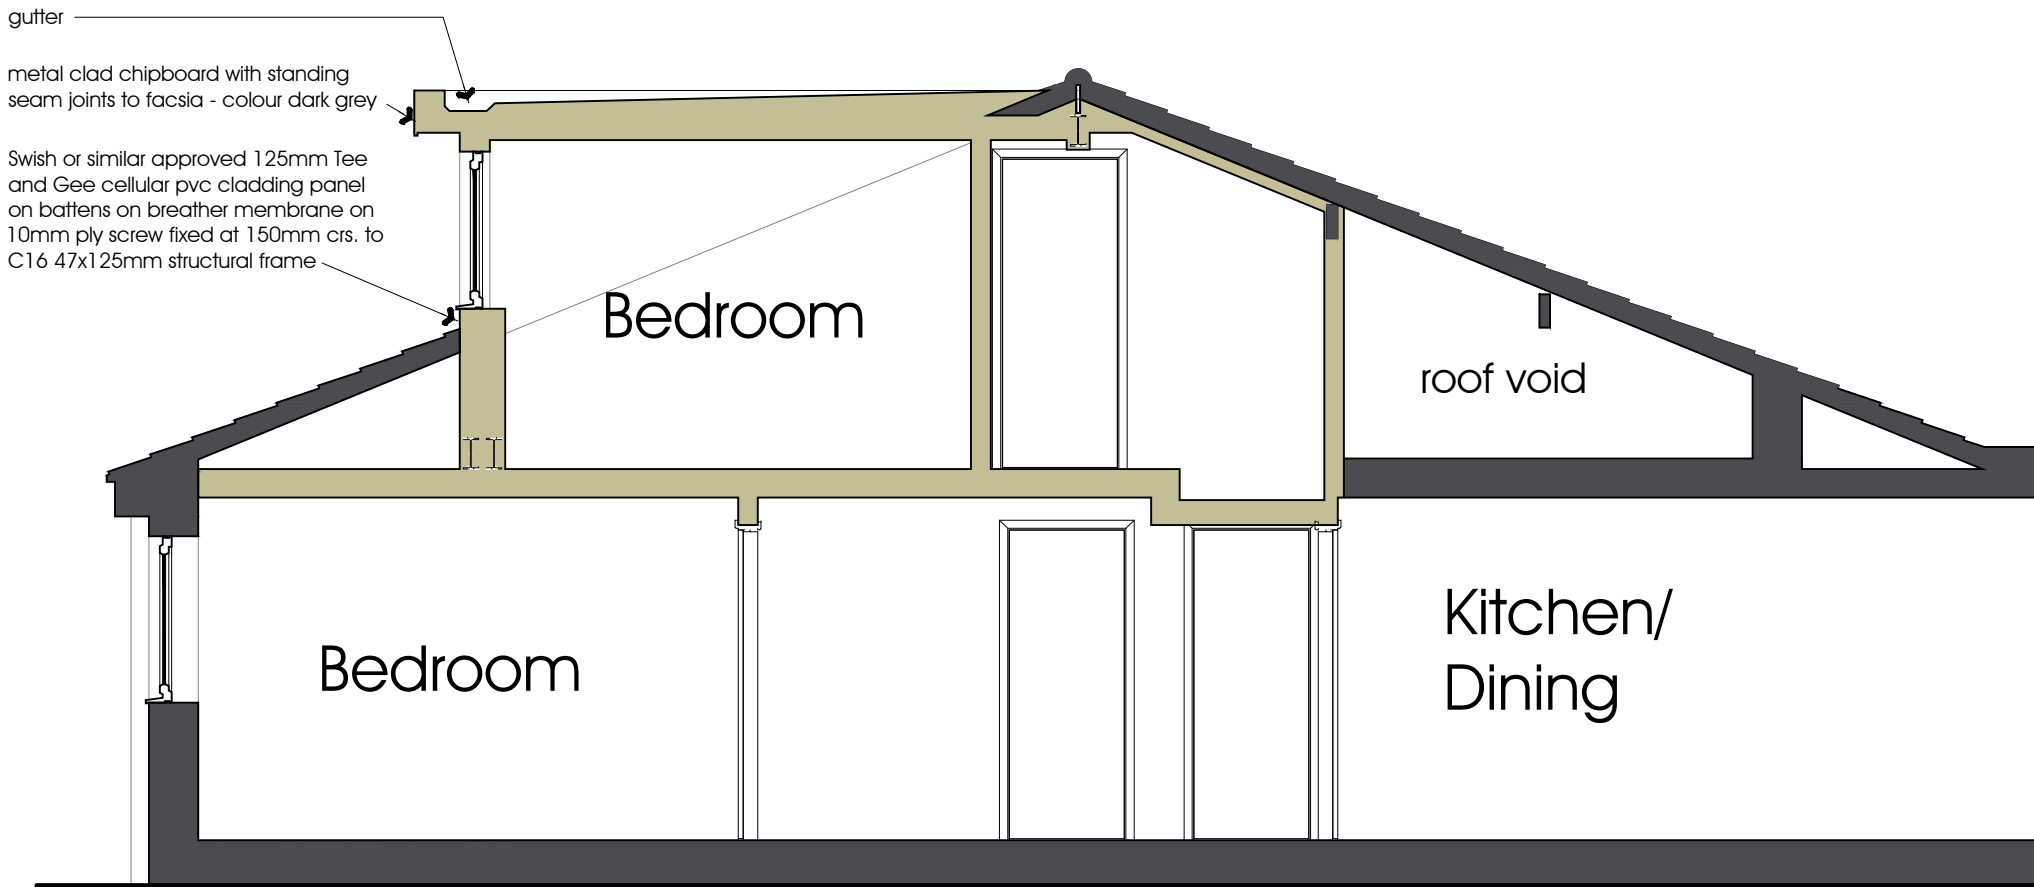 gutter
metal clad chipboard with standing
seam joints to facsia - colour dark grey
Swish or similar approved 125mm Tee
and Gee cellular pvc cladding panel
on battens on breather membrane on
10mm ply screw fixed at 150mm crs. to
C16 47x125mm structural frame
Bedroom
roof void
Bedroom
Kitchen/
Dining